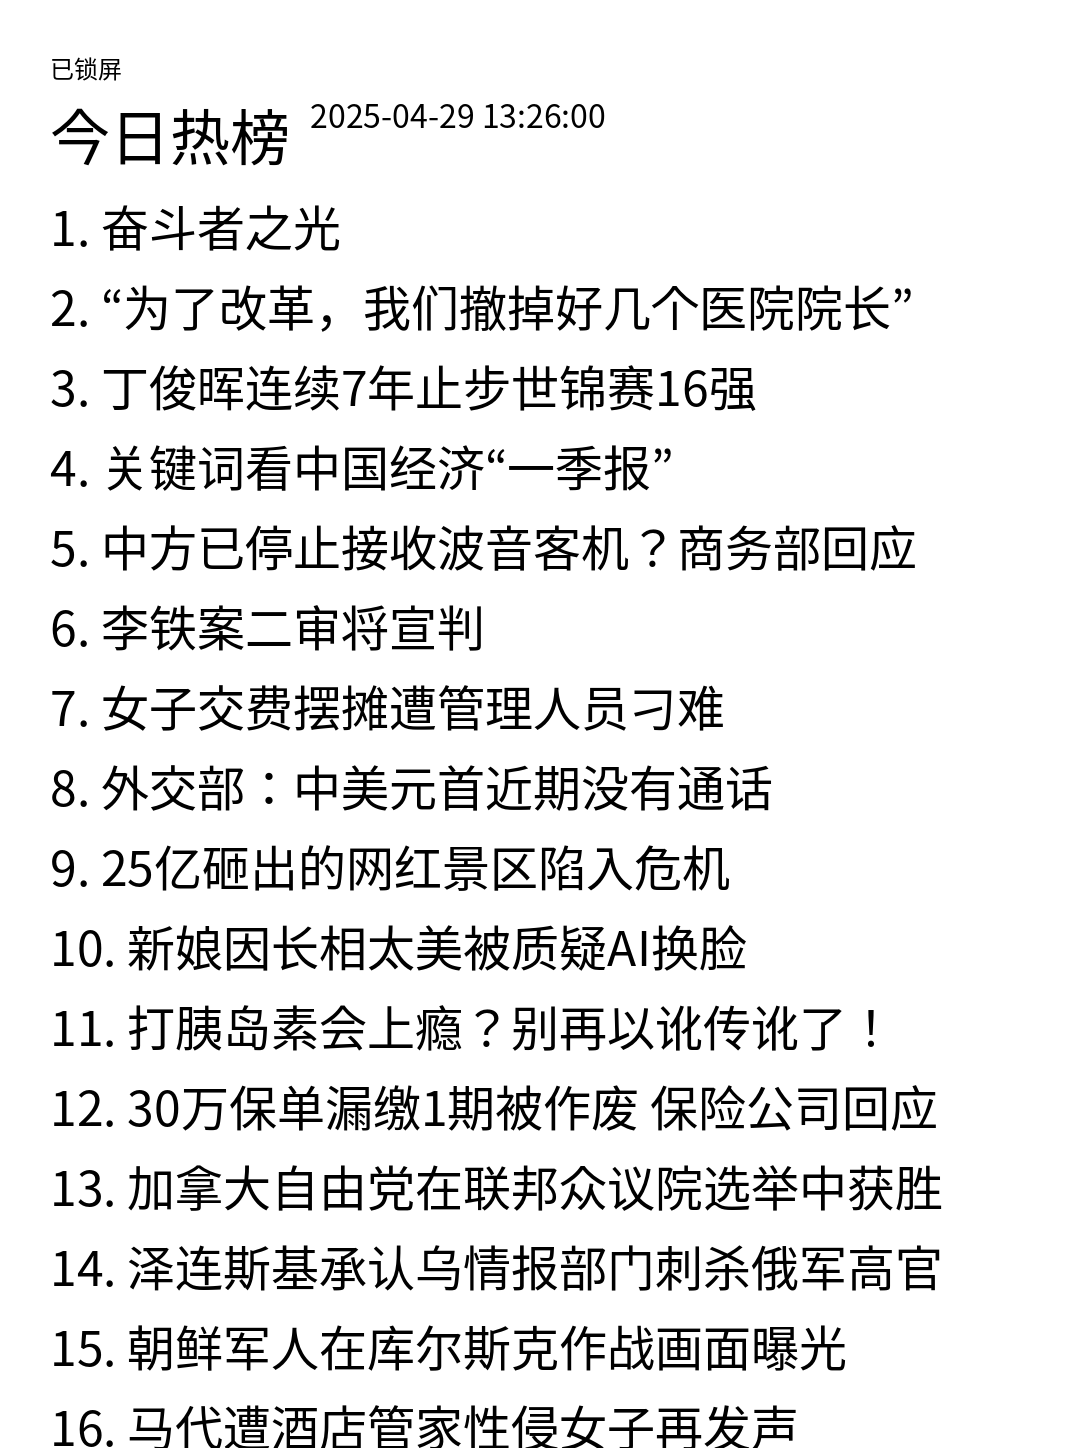 已锁屏
今日热榜 2025-04-29 13:26:00
1. 奋斗者之光
2. “为了改革，我们撤掉好几个医院院长”
3. 丁俊晖连续7年止步世锦赛16强
4. 关键词看中国经济“一季报”
5. 中方已停止接收波音客机？商务部回应
6. 李铁案二审将宣判
7. 女子交费摆摊遭管理人员刁难
8. 外交部：中美元首近期没有通话
9. 25亿砸出的网红景区陷入危机
10. 新娘因长相太美被质疑AI换脸
11. 打胰岛素会上瘾？别再以讹传讹了！
12. 30万保单漏缴1期被作废 保险公司回应
13. 加拿大自由党在联邦众议院选举中获胜
14. 泽连斯基承认乌情报部门刺杀俄军高官
15. 朝鲜军人在库尔斯克作战画面曝光
16. 马代遭酒店管家性侵女子再发声